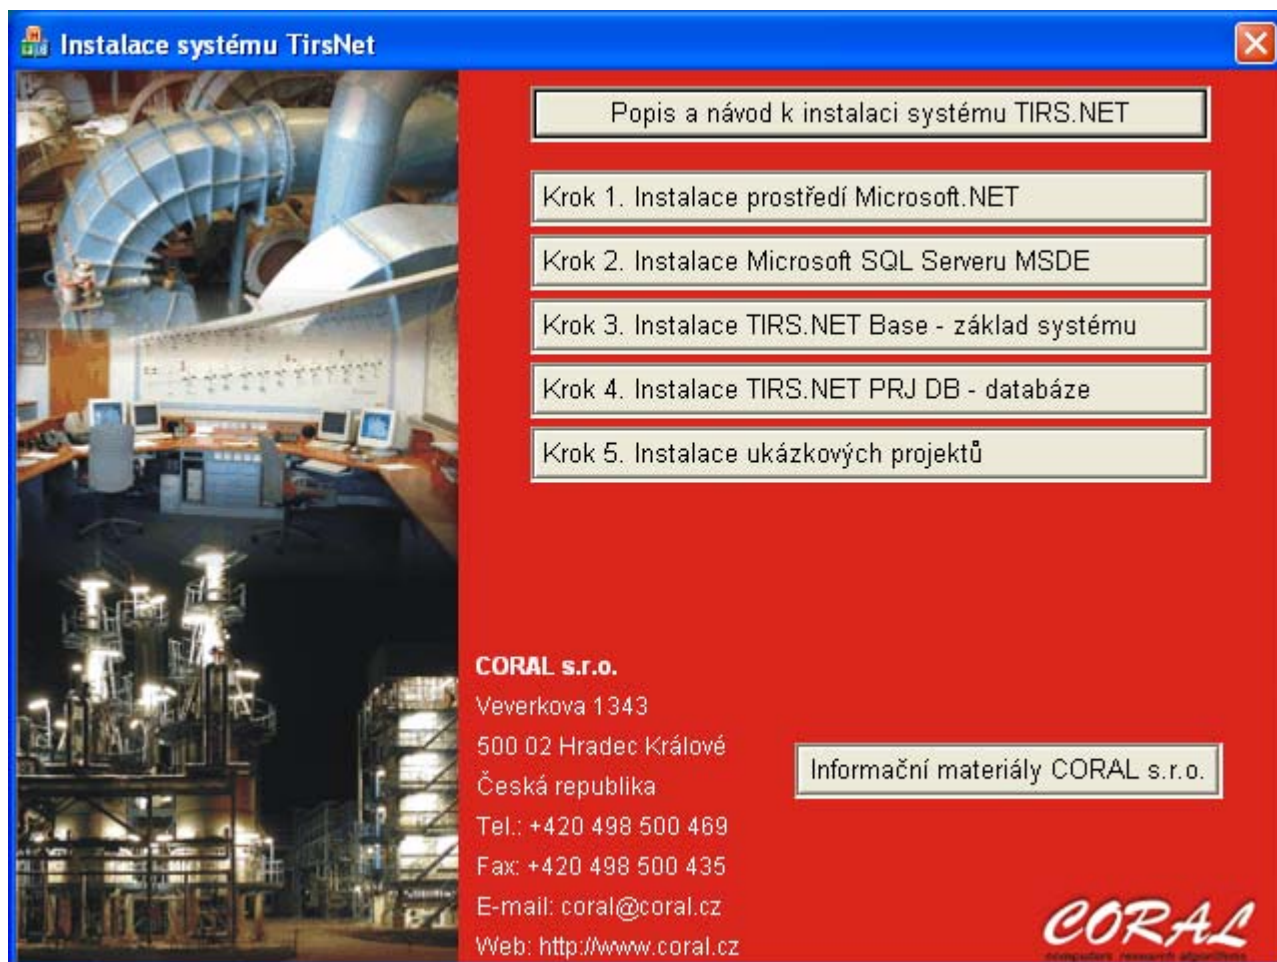 Instalace systému TirsNet
Popis a návod k instalaci systému TIRS.NET
Krok 1. Instalace prostředí Microsoft.NET
Krok 2. Instalace Microsoft SQL Serveru MSDE
Krok 3. Instalace TIRS.NET Base - základ systému
Krok 4. Instalace TIRS.NET PRJ DB - databáze
Krok 5. Instalace ukázkových projektů
CORAL s.r.o.
Veverkova 1343
500 02 Hradec Králové
Česká republika
Tel.: +420 498 500 469
Fax: +420 498 500 435
E-mail: coral@coral.cz
Web: http://www.coral.cz
Informační materiály CORAL s.r.o.
CORAL
computers research algorithms